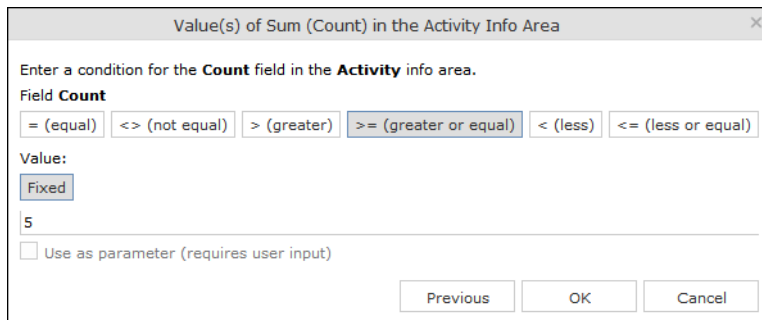 Value(s) of Sum (Count) in the Activity Info Area
Enter a condition for the Count field in the Activity info area.
Field Count
= (equal) <> (not equal) > (greater) >= (greater or equal) < (less) <= (less or equal)
Value:
Fixed
5
Use as parameter (requires user input)
Previous OK Cancel